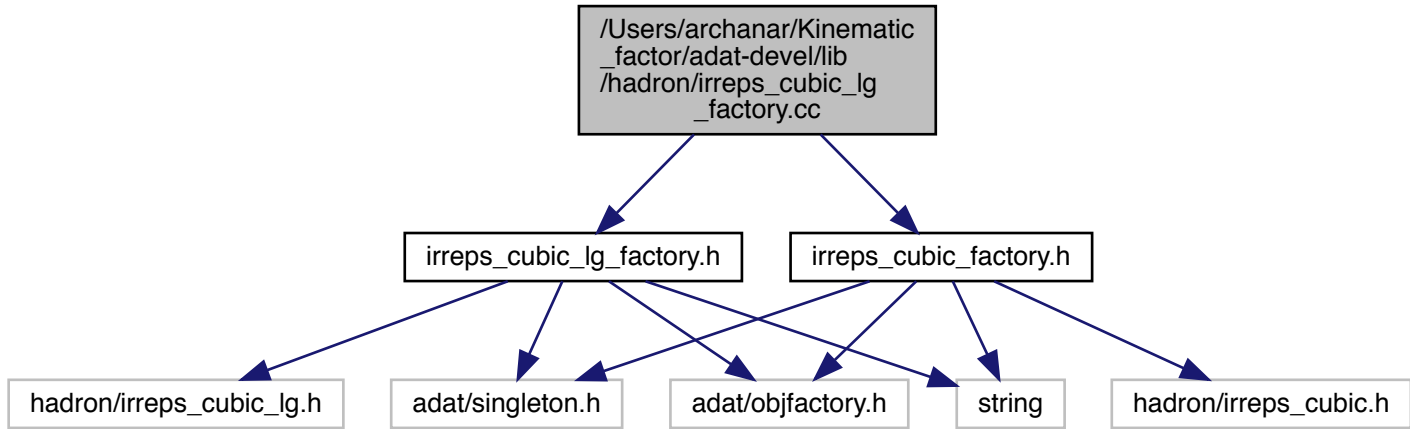 /Users/archanar/Kinematic
_factor/adat-devel/lib
/hadron/irreps_cubic_lg
_factory.cc
irreps_cubic_lg_factory.h
irreps_cubic_factory.h
hadron/irreps_cubic_lg.h
adat/singleton.h
adat/objfactory.h
string
hadron/irreps_cubic.h